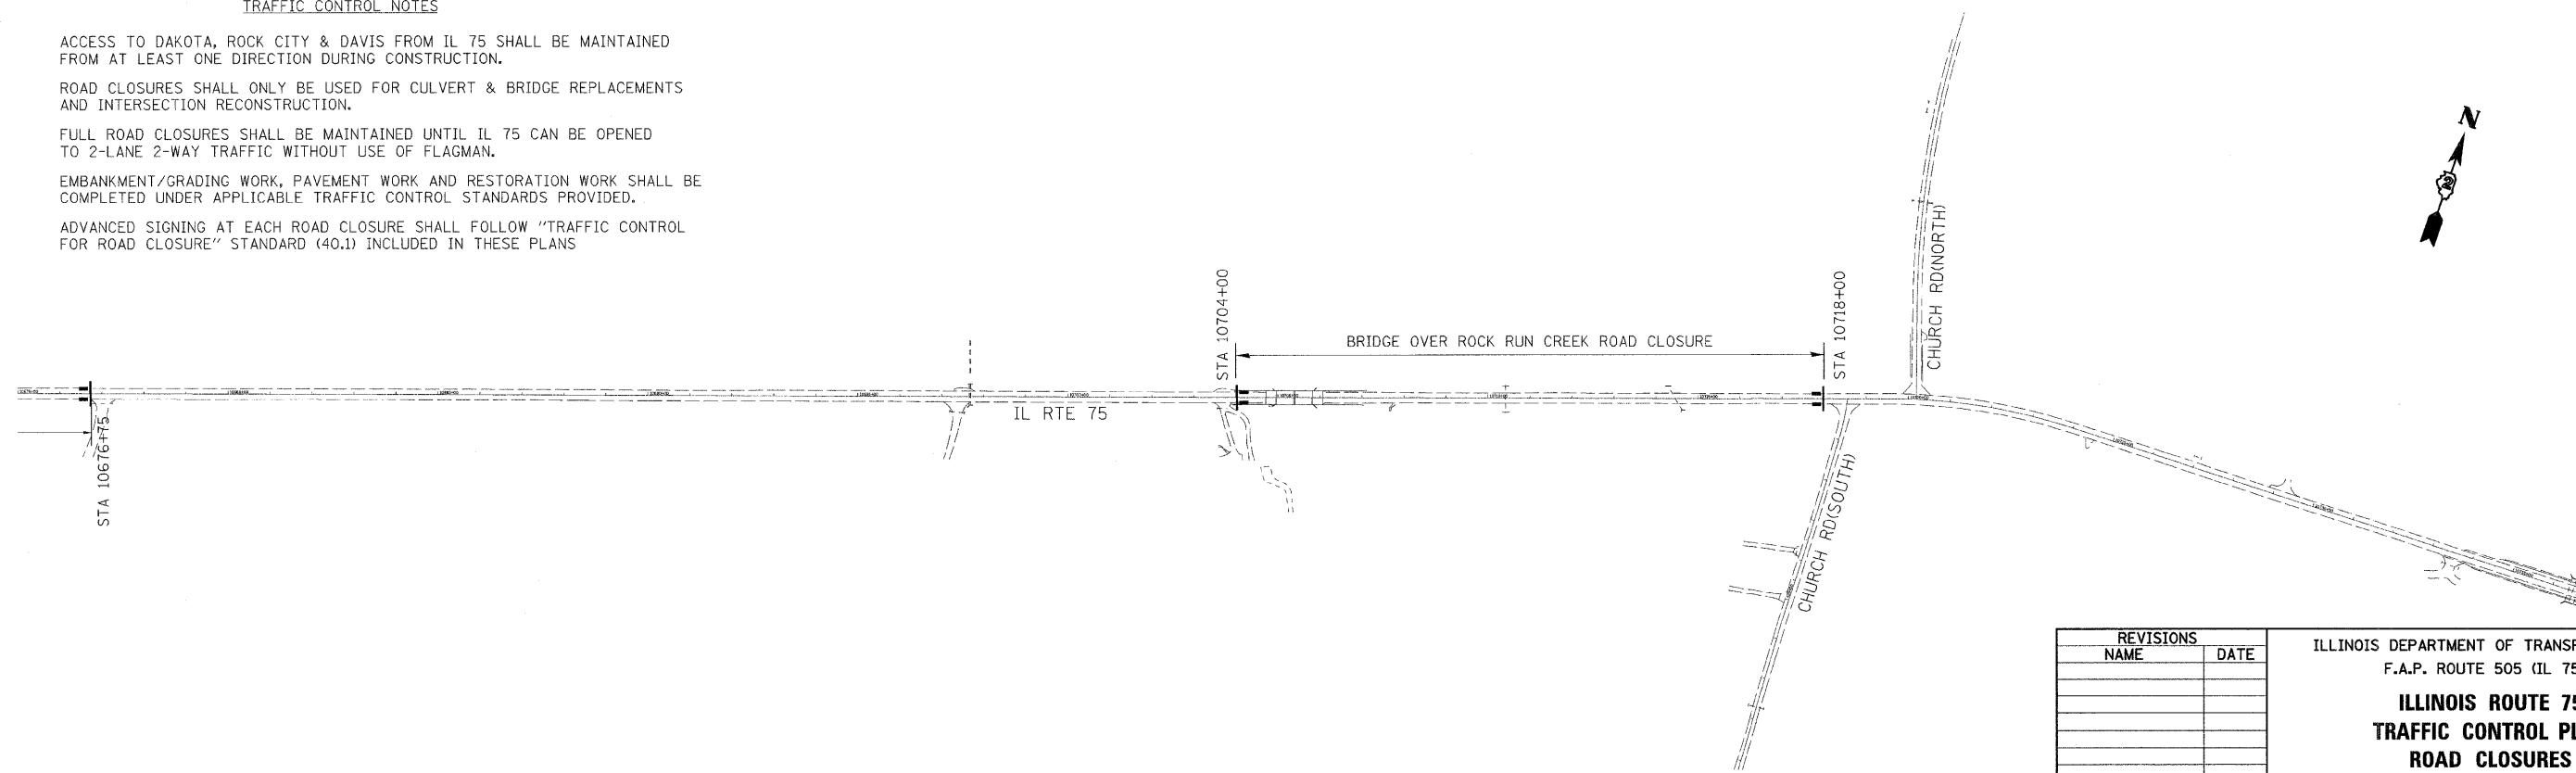 TRAFFIC CONTROL NOTES
ACCESS TO DAKOTA, ROCK CITY & DAVIS FROM IL 75 SHALL BE MAINTAINED
FROM AT LEAST ONE DIRECTION DURING CONSTRUCTION.
ROAD CLOSURES SHALL ONLY BE USED FOR CULVERT & BRIDGE REPLACEMENTS
AND INTERSECTION RECONSTRUCTION.
FULL ROAD CLOSURES SHALL BE MAINTAINED UNTIL IL 75 CAN BE OPENED
TO 2-LANE 2-WAY TRAFFIC WITHOUT USE OF FLAGMAN.
EMBANKMENT/GRADING WORK, PAVEMENT WORK AND RESTORATION WORK SHALL BE
COMPLETED UNDER APPLICABLE TRAFFIC CONTROL STANDARDS PROVIDED.
ADVANCED SIGNING AT EACH ROAD CLOSURE SHALL FOLLOW "TRAFFIC CONTROL
FOR ROAD CLOSURE" STANDARD (40.1) INCLUDED IN THESE PLANS
N
2
STA 10676+75
IL RTE 75
STA 10704+00
BRIDGE OVER ROCK RUN CREEK ROAD CLOSURE
STA 10718+00
CHURCH RD(NORTH)
CHURCH RD(SOUTH)
REVISIONS
NAME DATE
ILLINOIS DEPARTMENT OF TRANSP
F.A.P. ROUTE 505 (IL 75
ILLINOIS ROUTE 75
TRAFFIC CONTROL PL
ROAD CLOSURES